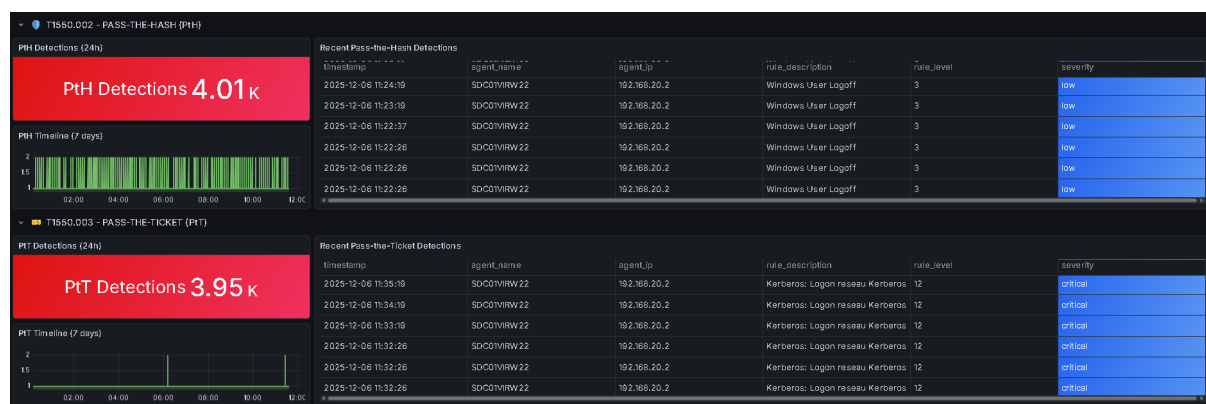 T1550.002 - PASS-THE-HASH (PtH)
PtH Detections (24h)
PtH Detections 4.01 K
PtH Timeline (7 days)
2
1.5
1
02:00 04:00 06:00 08:00 10:00 12:00
Recent Pass-the-Hash Detections
timestamp agent_name agent_ip rule_description rule_level severity
2025-12-06 11:24:19 SDC01VIRW22 192.168.20.2 Windows User Logoff 3 low
2025-12-06 11:23:19 SDC01VIRW22 192.168.20.2 Windows User Logoff 3 low
2025-12-06 11:22:37 SDC01VIRW22 192.168.20.2 Windows User Logoff 3 low
2025-12-06 11:22:26 SDC01VIRW22 192.168.20.2 Windows User Logoff 3 low
2025-12-06 11:22:26 SDC01VIRW22 192.168.20.2 Windows User Logoff 3 low
2025-12-06 11:22:26 SDC01VIRW22 192.168.20.2 Windows User Logoff 3 low
T1550.003 - PASS-THE-TICKET (PtT)
PtT Detections (24h)
PtT Detections 3.95 K
PtT Timeline (7 days)
2
1.5
1
02:00 04:00 06:00 08:00 10:00 12:00
Recent Pass-the-Ticket Detections
timestamp agent_name agent_ip rule_description rule_level severity
2025-12-06 11:35:19 SDC01VIRW22 192.168.20.2 Kerberos: Logon reseau Kerberos 12 critical
2025-12-06 11:34:19 SDC01VIRW22 192.168.20.2 Kerberos: Logon reseau Kerberos 12 critical
2025-12-06 11:33:19 SDC01VIRW22 192.168.20.2 Kerberos: Logon reseau Kerberos 12 critical
2025-12-06 11:32:26 SDC01VIRW22 192.168.20.2 Kerberos: Logon reseau Kerberos 12 critical
2025-12-06 11:32:26 SDC01VIRW22 192.168.20.2 Kerberos: Logon reseau Kerberos 12 critical
2025-12-06 11:32:26 SDC01VIRW22 192.168.20.2 Kerberos: Logon reseau Kerberos 12 critical